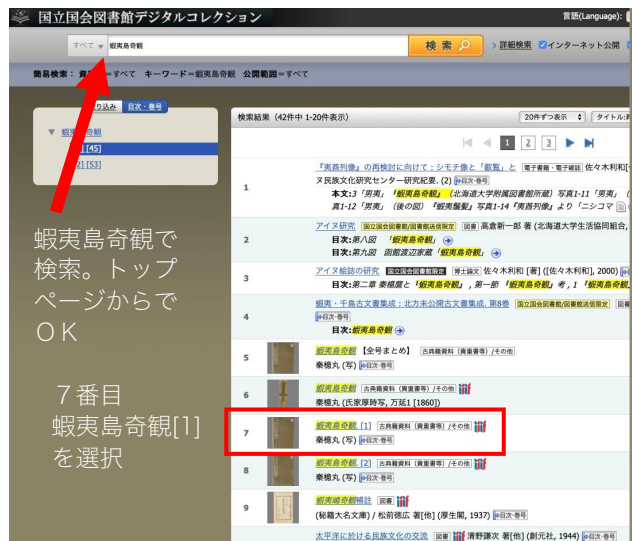 国立国会図書館デジタルコレクション
言語(Language):
すべて
蝦夷島奇観
検 索
詳細検索
インターネット公開
簡易検索：
＝すべて キーワード＝蝦夷島奇観 公開範囲＝すべて
り込み 目次・巻号
検索結果（42件中 1-20件表示）
20件ずつ表示
タイトル:
▼
[45]
[53]
1 2 3
1
『夷酋列像』の再検討に向けて：シモチ像と「叡覧」と 電子書籍・電子雑誌 佐々木利和[
ヌ民族文化研究センター研究紀要. (2) 目次·巻号
本文:3「男夷」『蝦夷島奇観』（北海道大学附属図書館所蔵）写真1-11「男夷」（
真1-12「男夷」（後の図）『蝦夷島奇観』写真1-14『夷酋列像』より「ニシコマ
2
アイヌ研究 国立国会図書館/図書館送信限定 図書 高倉新一郎 著 (北海道大学生活協同組合,
目次:第八図 「蝦夷島奇観」
目次:第九図 函館渡辺家蔵「蝦夷島奇観」
3
アイヌ絵誌の研究 国立国会図書館限定 博士論文 佐々木利和 [著] ([佐々木利和], 2000)
目次:第二章 秦檍麿と『蝦夷島奇観』, 第一節 『蝦夷島奇観』考 , 1 『蝦夷島奇観
4
蝦夷・千島古文書集成 : 北方未公開古文書集成. 第8巻 国立国会図書館/図書館送信限定 図書
目次·巻号
目次:蝦夷島奇観
5
蝦夷島奇観 【全号まとめ】 古典籍資料（貴重書等）/その他
秦檍丸 (写) 目次·巻号
6
蝦夷島奇観 古典籍資料（貴重書等）/その他
秦檍丸 (氏家厚時写, 万延1 [1860])
7
蝦夷島奇観. [1] 古典籍資料（貴重書等）/その他
秦檍丸 (写) 目次·巻号
8
蝦夷島奇観. [2] 古典籍資料（貴重書等）/その他
秦檍丸 (写) 目次·巻号
9
蝦夷島奇観補註 図書
(秘籍大名文庫) / 松前徳広 著[他] (厚生閣, 1937) 目次·巻号
太平洋に於ける民族文化の交流 図書 清野謙次 著[他] (創元社, 1944) 目次·巻号
蝦夷島奇観で
検索。トップ
ページからで
ＯＫ
７番目
蝦夷島奇観[1]
を選択